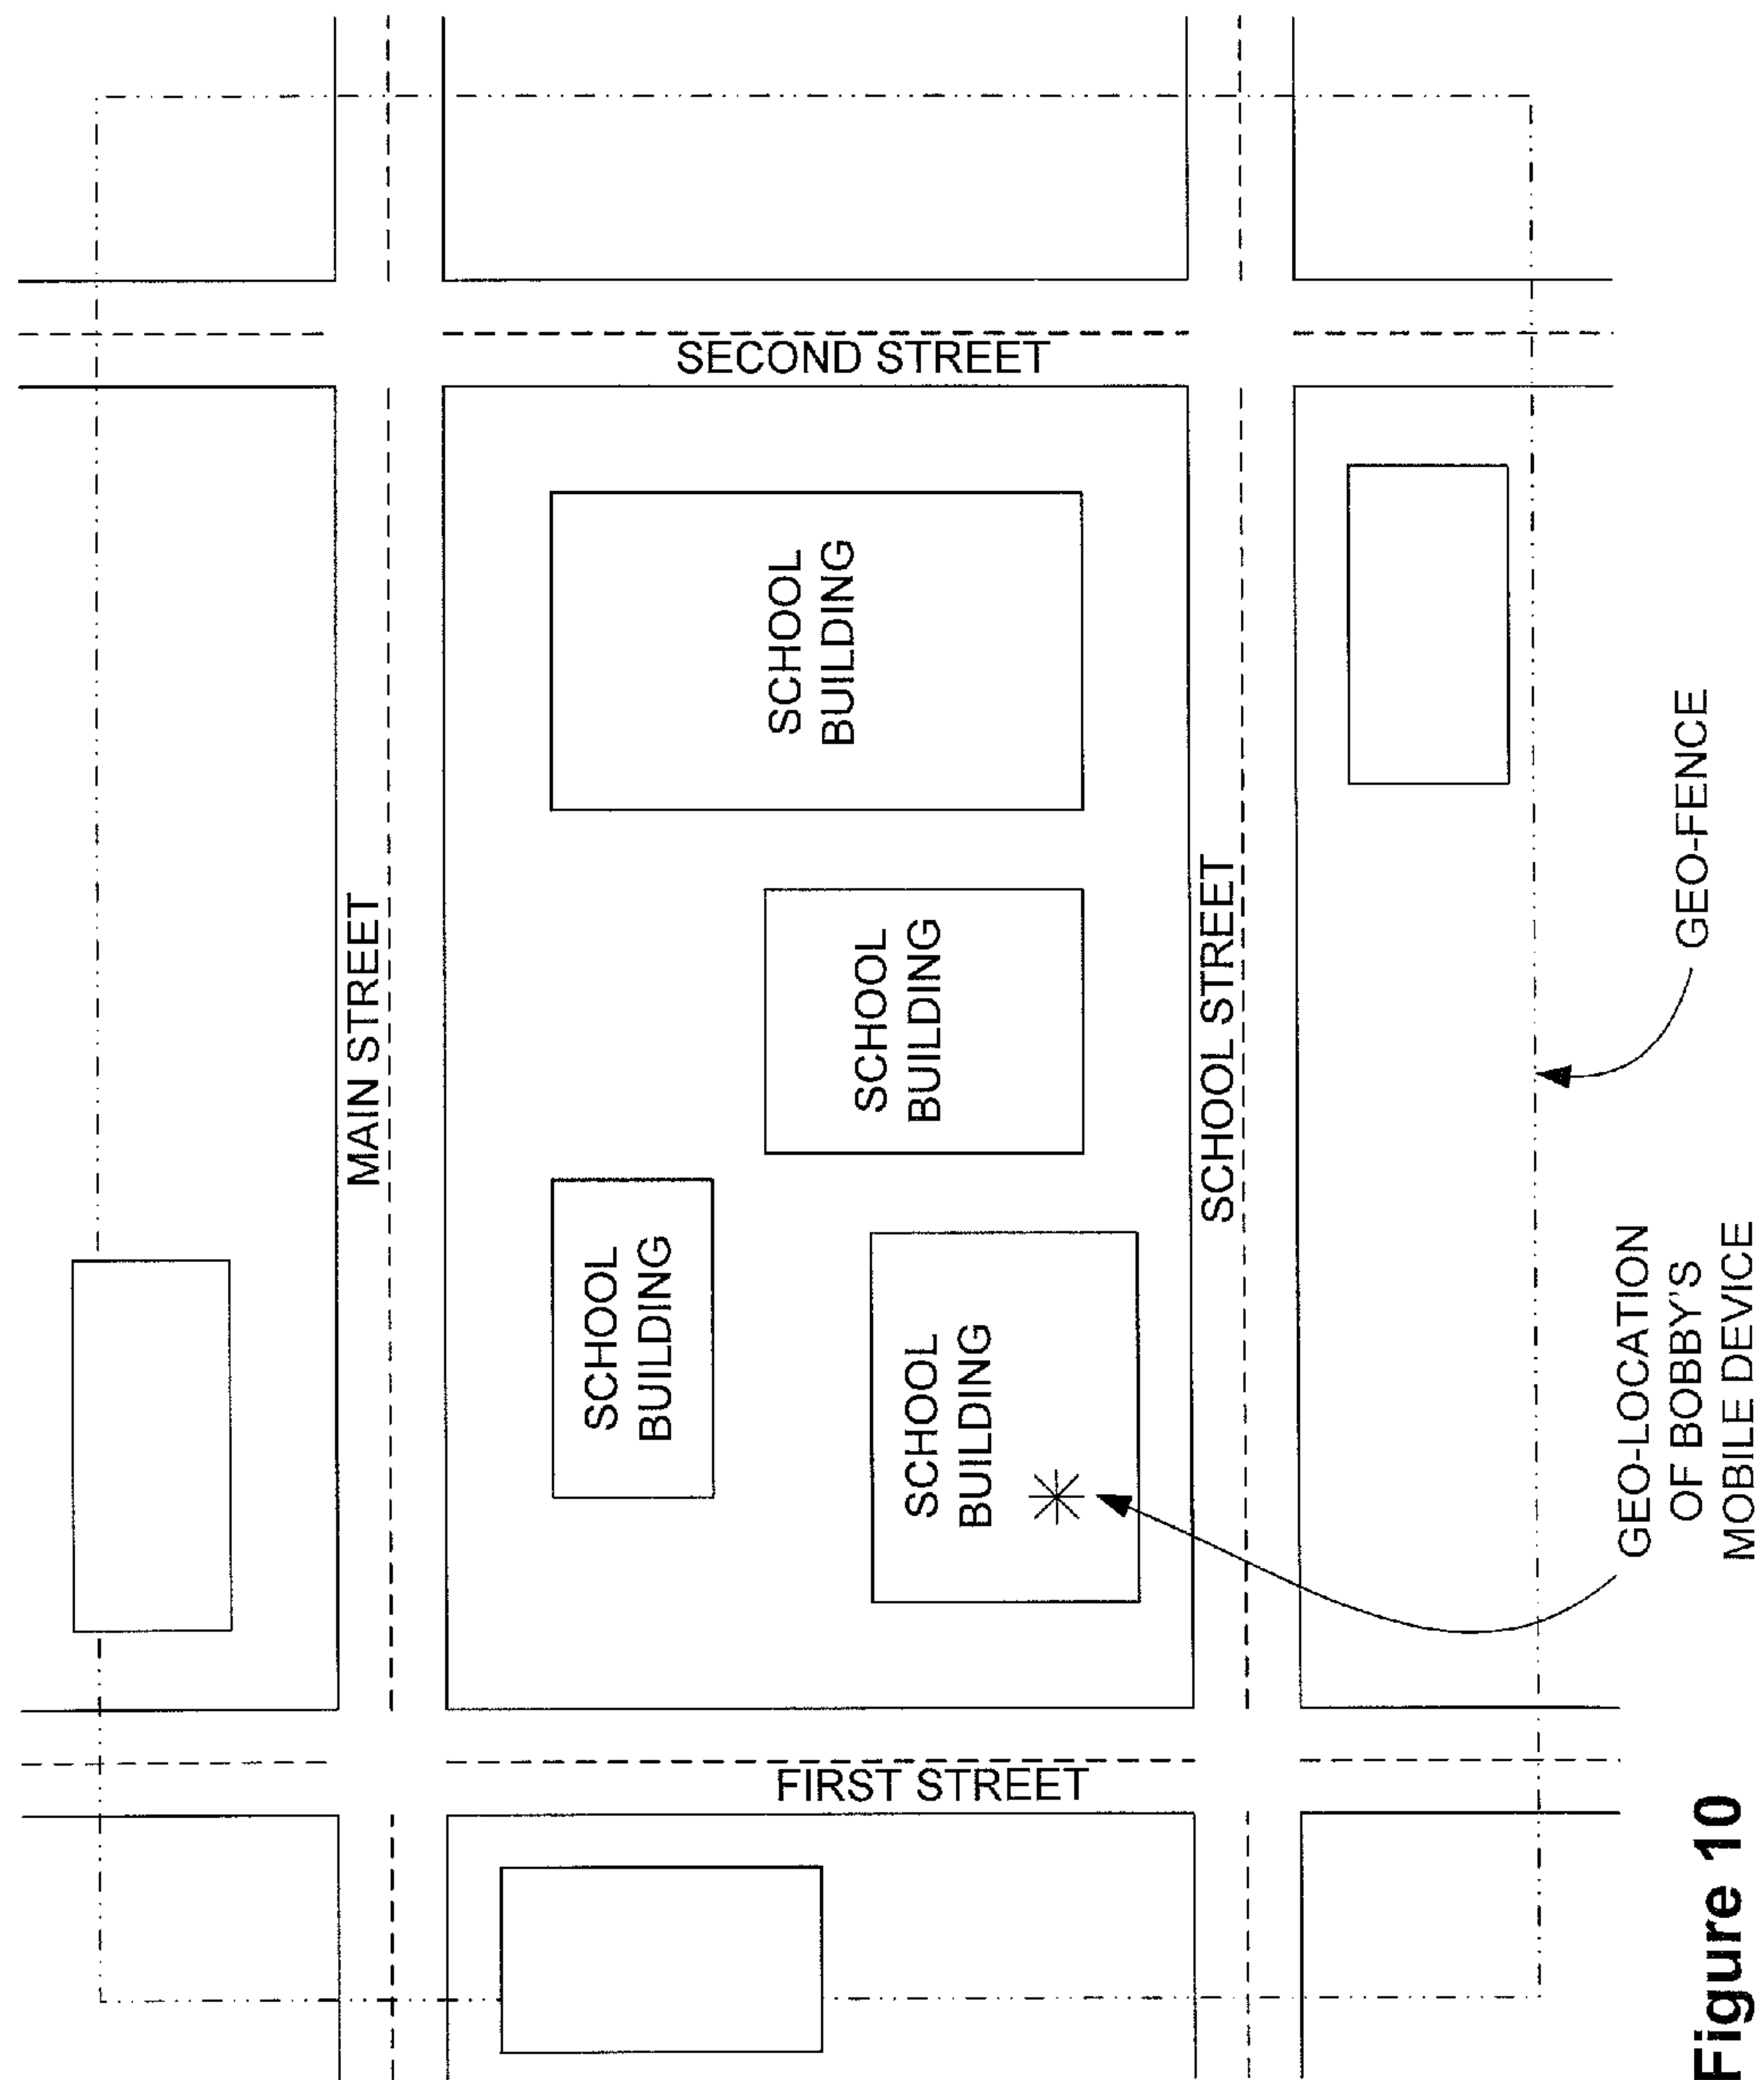 MAIN STREET
SECOND STREET
SCHOOL
BUILDING
SCHOOL
BUILDING
SCHOOL
BUILDING
SCHOOL
BUILDING
SCHOOL STREET
FIRST STREET
GEO-LOCATION
OF BOBBY'S
MOBILE DEVICE
GEO-FENCE
Figure 10